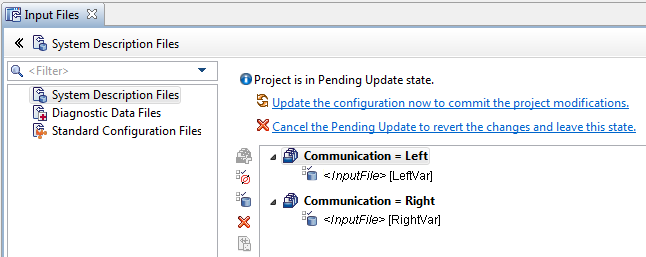 Input Files
System Description Files
<Filter>
System Description Files
Diagnostic Data Files
Standard Configuration Files
Project is in Pending Update state.
Update the configuration now to commit the project modifications.
Cancel the Pending Update to revert the changes and leave this state.
Communication = Left
<InputFile> [LeftVar]
Communication = Right
<InputFile> [RightVar]